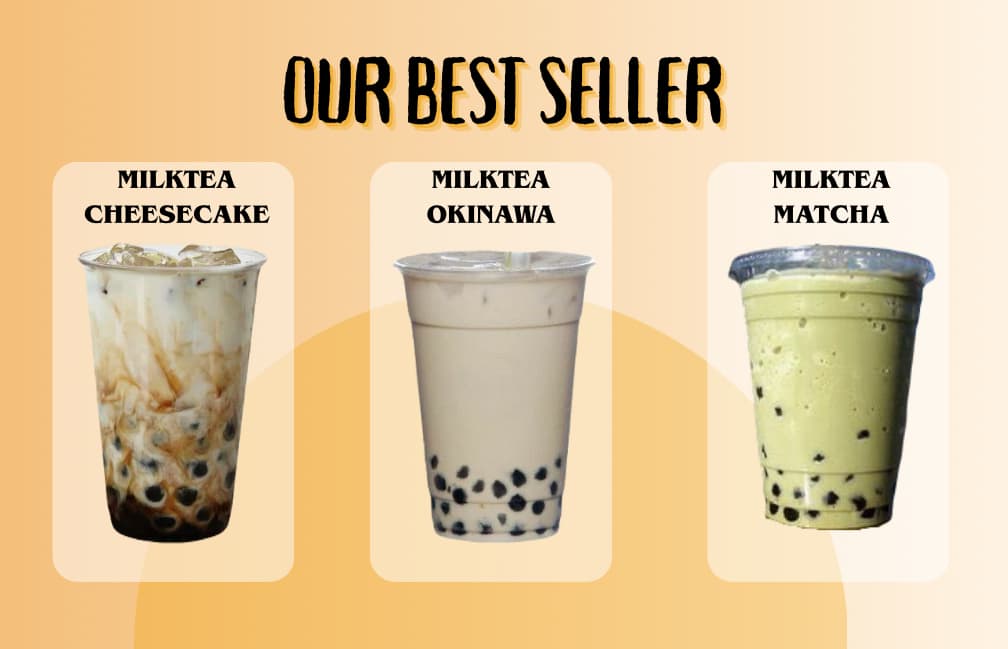 OUR BEST SELLER
MILKTEA
CHEESECAKE
MILKTEA
OKINAWA
MILKTEA
MATCHA